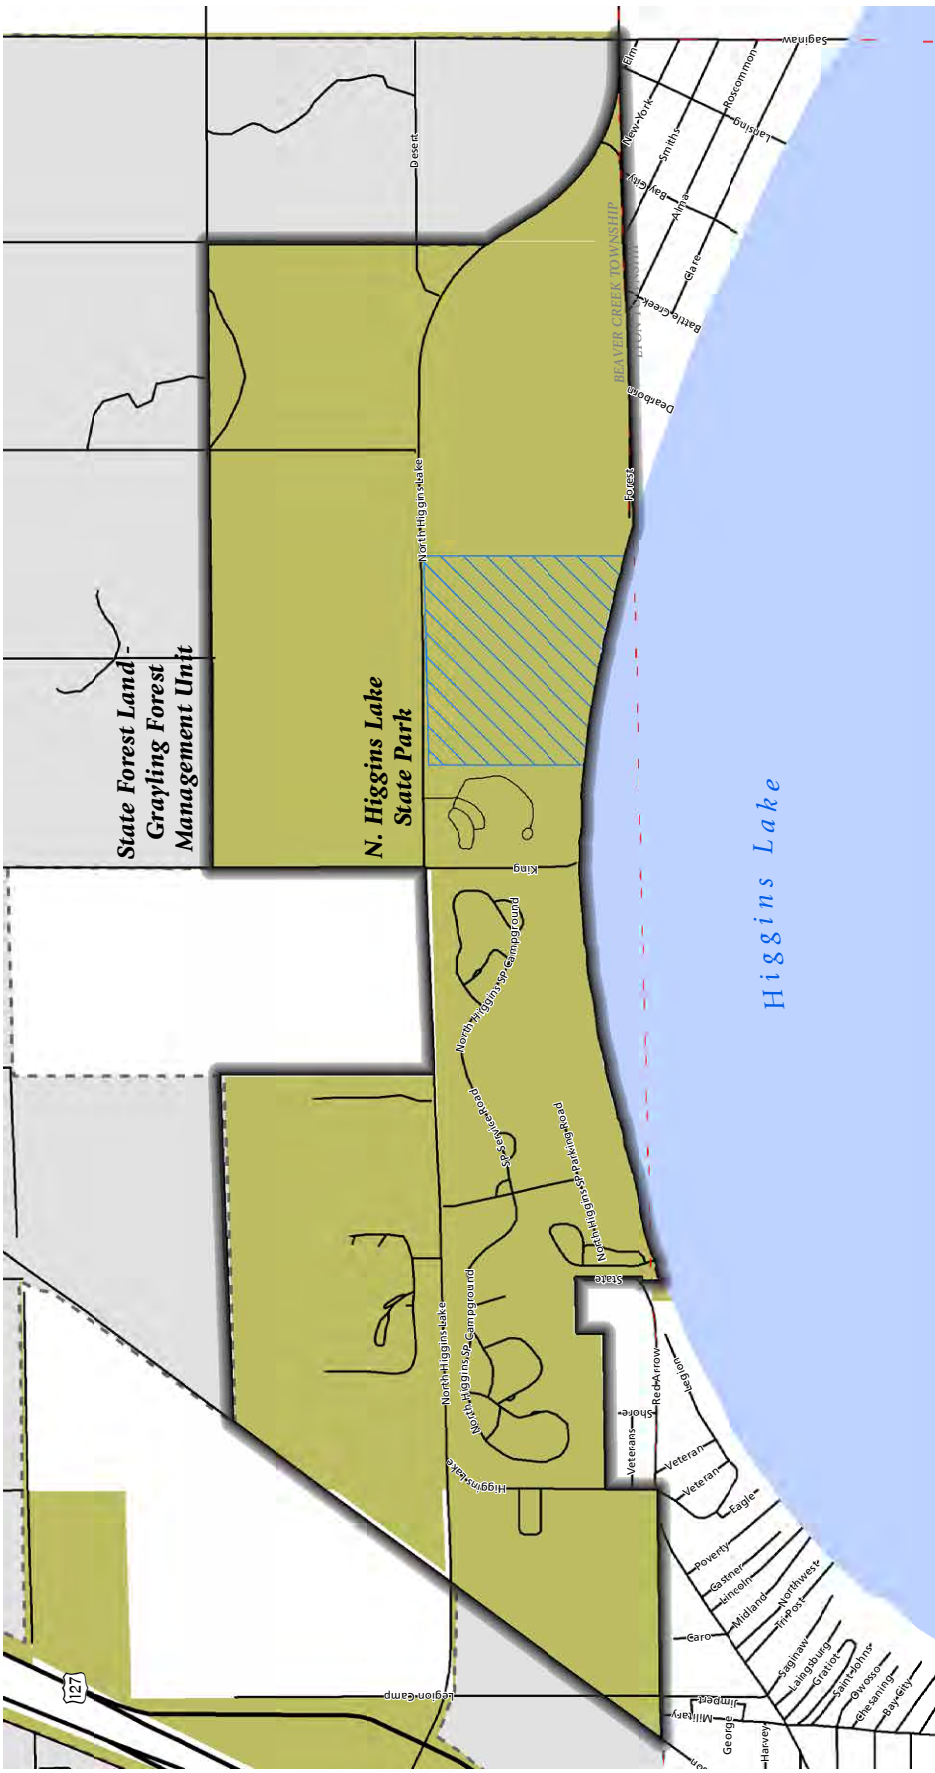 Saginaw
Elm
Roscommon
New York
Lansing
Smiths
Desert
Bay City
Alma
BEAVER CREEK TOWNSHIP
LYON TOWNSHIP
Clare
Battle Creek
Dearborn
Forest
North Higgins Lake
State Forest Land -
Grayling Forest
Management Unit
N. Higgins Lake
State Park
King
Higgins Lake
North Higgins SP Campground
SP Service Road
North Higgins SP Parking Road
State
North Higgins Lake
North Higgins SP Campground
Red Arrow
Legion
Shore
Veterans
Veteran
Veteran
Higgins Lake
Eagle
Poverty
Castner
Lincoln
Northwest
Midland
Tri Post
Caro
Saginaw
Laingsburg
Gratiot
Saint Johns
Owosso
Chesaning
Bay City
127
Legion Camp
Jimpert
Military
George
Harvey